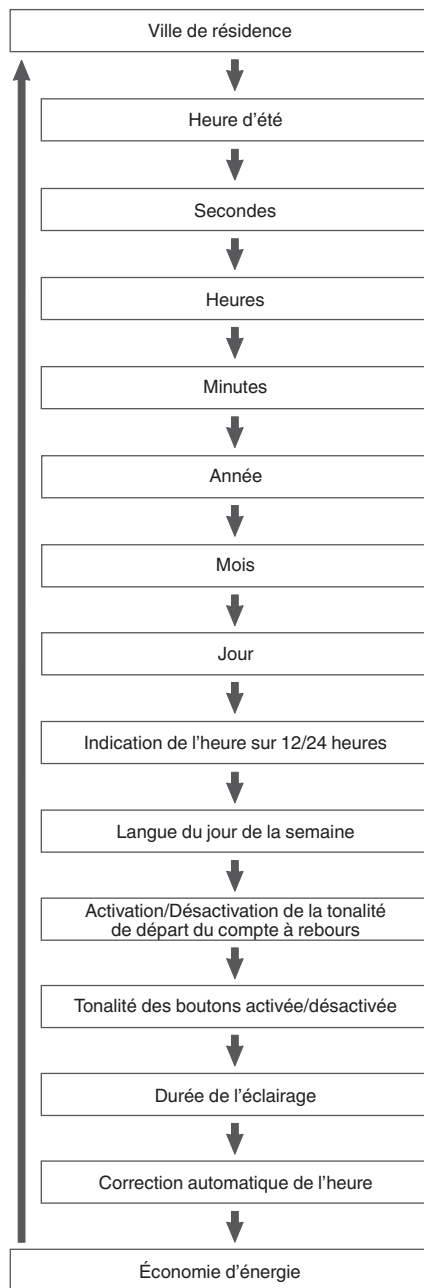 Ville de résidence
Heure d’été
Secondes
Heures
Minutes
Année
Mois
Jour
Indication de l’heure sur 12/24 heures
Langue du jour de la semaine
Activation/Désactivation de la tonalité
de départ du compte à rebours
Tonalité des boutons activée/désactivée
Durée de l’éclairage
Correction automatique de l’heure
Économie d’énergie